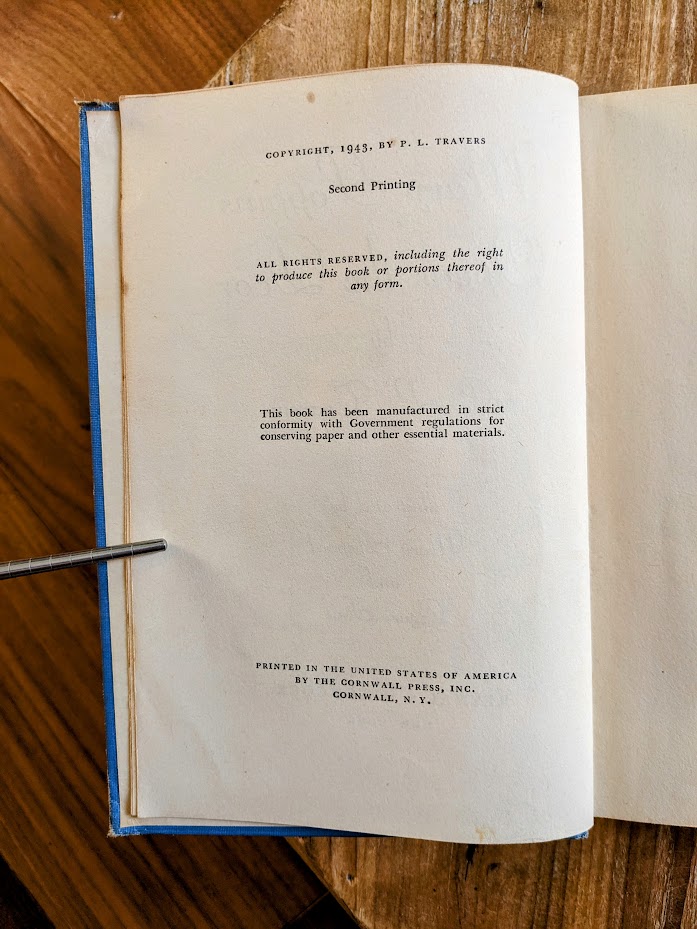 COPYRIGHT, 1943, BY P. L. TRAVERS
Second Printing
ALL RIGHTS RESERVED, including the right
to produce this book or portions thereof in
any form.
This book has been manufactured in strict
conformity with Government regulations for
conserving paper and other essential materials.
PRINTED IN THE UNITED STATES OF AMERICA
BY THE CORNWALL PRESS, INC.
CORNWALL, N. Y.